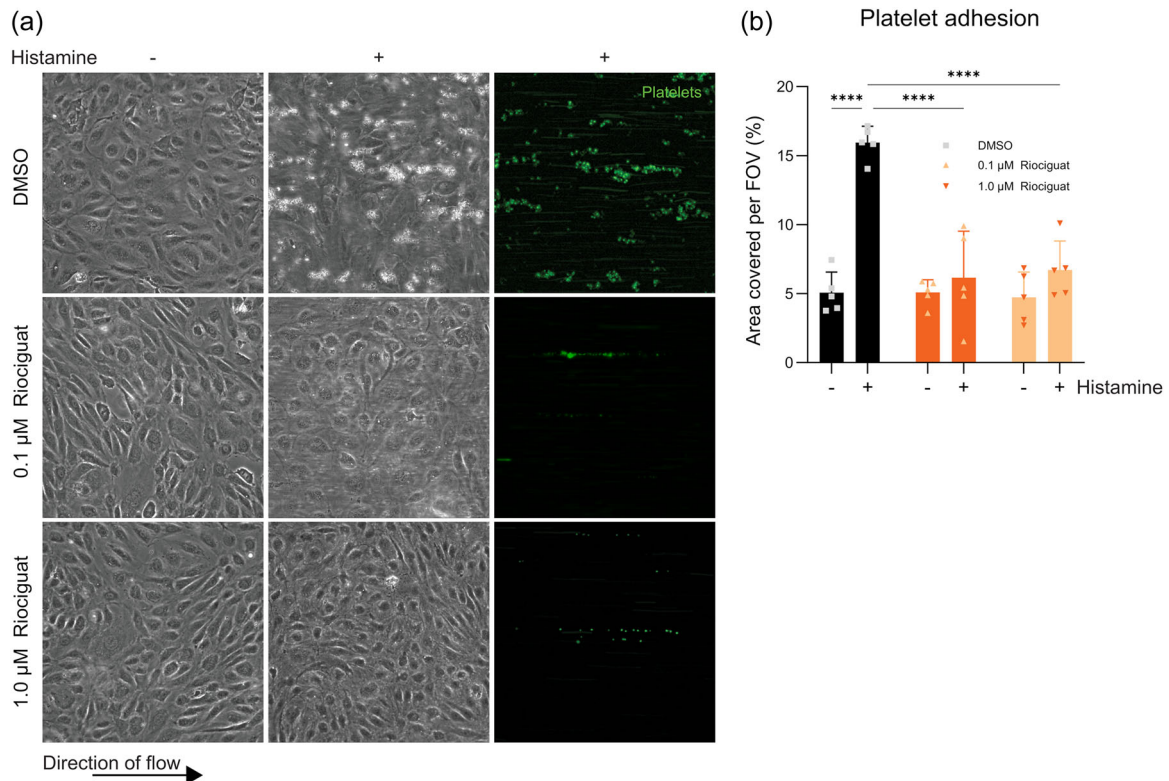 (a)
Histamine - + +
Platelets
DMSO
0.1 µM Riociguat
1.0 µM Riociguat
Direction of flow
(b)
Platelet adhesion
****
**** ****
Area covered per FOV (%)
20
15
10
5
0
DMSO
0.1 µM Riociguat
1.0 µM Riociguat
- + - + - + Histamine